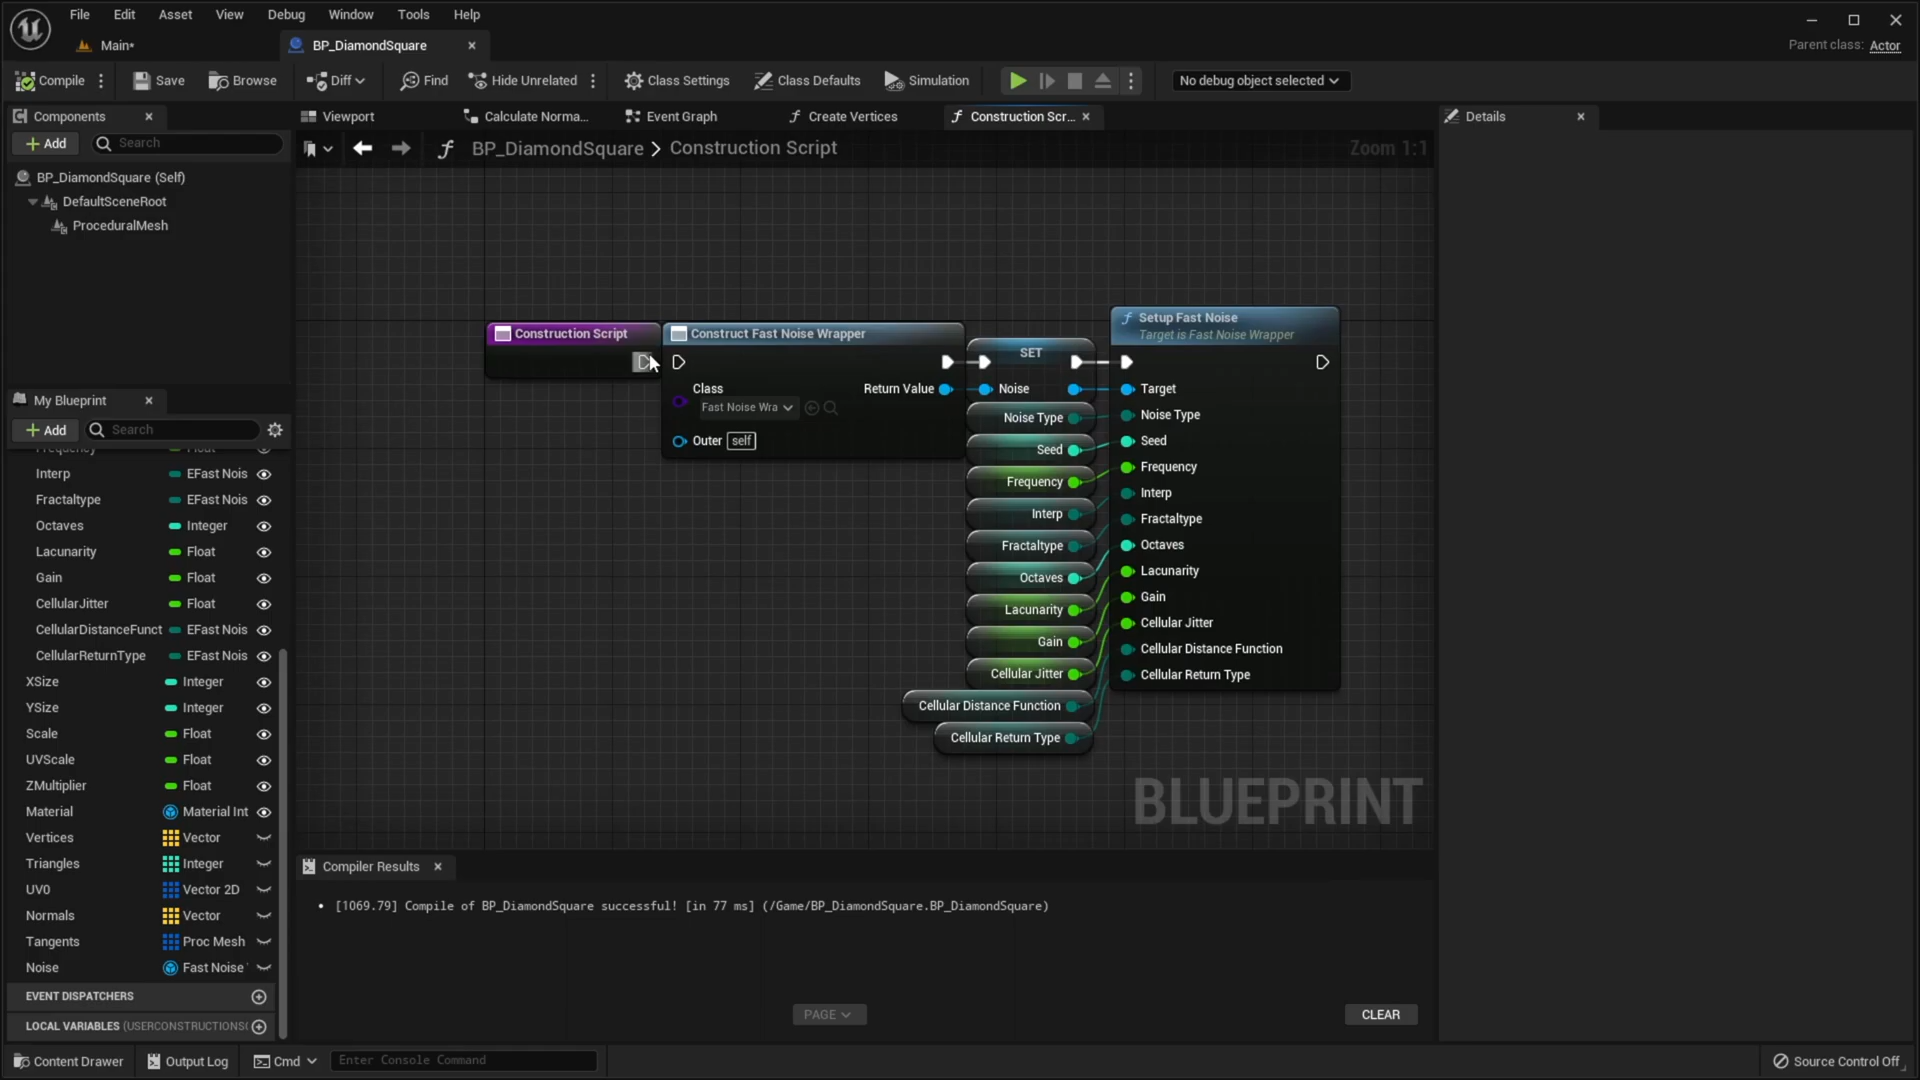 File Edit Asset View Debug Window Tools Help
Main*
BP_DiamondSquare
Parent class: Actor
Compile
Save
Browse
Diff
Find
Hide Unrelated
Class Settings
Class Defaults
Simulation
No debug object selected
Components
Viewport
Calculate Norma...
Event Graph
Create Vertices
Construction Scr...
Details
+ Add
Search
BP_DiamondSquare > Construction Script
Zoom 1:1
BP_DiamondSquare (Self)
DefaultSceneRoot
ProceduralMesh
Construction Script
Construct Fast Noise Wrapper
Class
Fast Noise Wra
Return Value
Outer self
SET
Noise
Noise Type
Seed
Frequency
Interp
Fractaltype
Octaves
Lacunarity
Gain
Cellular Jitter
Cellular Distance Function
Cellular Return Type
Setup Fast Noise
Target is Fast Noise Wrapper
Target
Noise Type
Seed
Frequency
Interp
Fractaltype
Octaves
Lacunarity
Gain
Cellular Jitter
Cellular Distance Function
Cellular Return Type
BLUEPRINT
My Blueprint
+ Add
Search
Frequency Float
Interp EFast Nois
Fractaltype EFast Nois
Octaves Integer
Lacunarity Float
Gain Float
CellularJitter Float
CellularDistanceFunct EFast Nois
CellularReturnType EFast Nois
XSize Integer
YSize Integer
Scale Float
UVScale Float
ZMultiplier Float
Material Material Int
Vertices Vector
Triangles Integer
UV0 Vector 2D
Normals Vector
Tangents Proc Mesh
Noise Fast Noise
EVENT DISPATCHERS
LOCAL VARIABLES (USERCONSTRUCTIONS
Compiler Results
• [1069.79] Compile of BP_DiamondSquare successful! [in 77 ms] (/Game/BP_DiamondSquare.BP_DiamondSquare)
PAGE
CLEAR
Content Drawer
Output Log
Cmd
Enter Console Command
Source Control Off